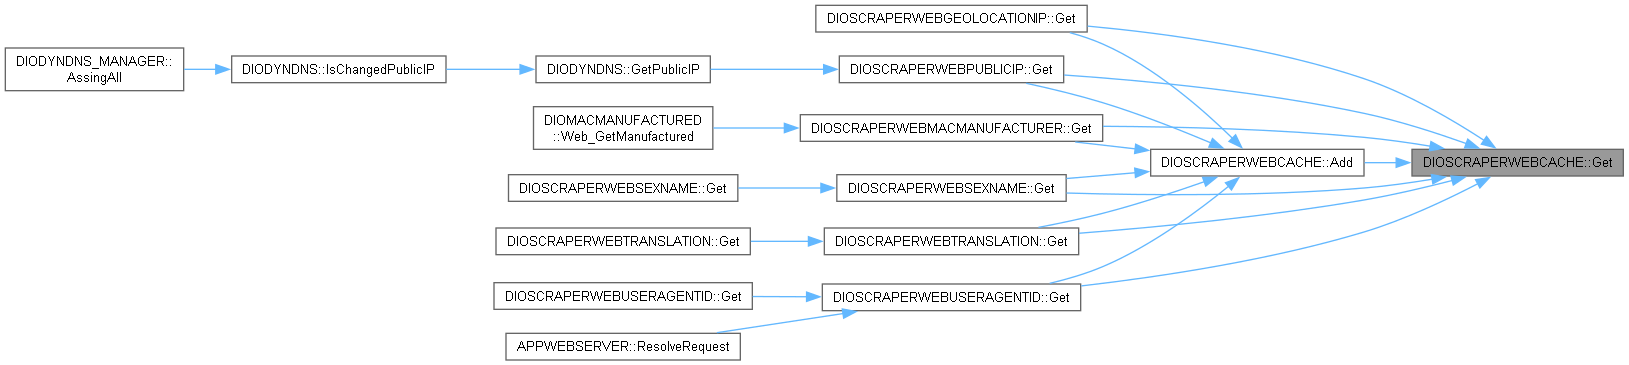 DIOSCRAPERWEBGEOLOCATIONIP::Get
DIODYNDNS_MANAGER::
AssingAll
DIODYNDNS::IsChangedPublicIP
DIODYNDNS::GetPublicIP
DIOSCRAPERWEBPUBLICIP::Get
DIOMACMANUFACTURED
::Web_GetManufactured
DIOSCRAPERWEBMACMANUFACTURER::Get
DIOSCRAPERWEBCACHE::Add
DIOSCRAPERWEBCACHE::Get
DIOSCRAPERWEBSEXNAME::Get
DIOSCRAPERWEBSEXNAME::Get
DIOSCRAPERWEBTRANSLATION::Get
DIOSCRAPERWEBTRANSLATION::Get
DIOSCRAPERWEBUSERAGENTID::Get
DIOSCRAPERWEBUSERAGENTID::Get
APPWEBSERVER::ResolveRequest